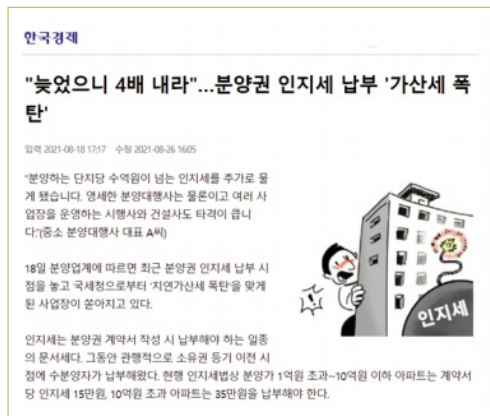 한국경제
"늦었으니 4배 내라"...분양권 인지세 납부 '가산세 폭
탄'
입력 2021-08-18 17:17 수정 2021-08-26 16:05
"분양하는 단지당 수억원이 넘는 인지세를 추가로 물
게 됐습니다. 영세한 분양대행사는 물론이고 여러 사
업장을 운영하는 시행사와 건설사도 타격이 큽니
다."(중소 분양대행사 대표 A씨)
18일 분양업계에 따르면 최근 분양권 인지세 납부 시
점을 놓고 국세청으로부터 '지연가산세 폭탄'을 맞게
된 사업장이 쏟아지고 있다.
인지세
인지세는 분양권 계약서 작성 시 납부해야 하는 일종
의 문서세다. 그동안 관행적으로 소유권 등기 이전 시
점에 수분양자가 납부해왔다. 현행 인지세법상 분양가 1억원 초과~10억원 이하 아파트는 계약서
당 인지세 15만원, 10억원 초과 아파트는 35만원을 납부해야 한다.